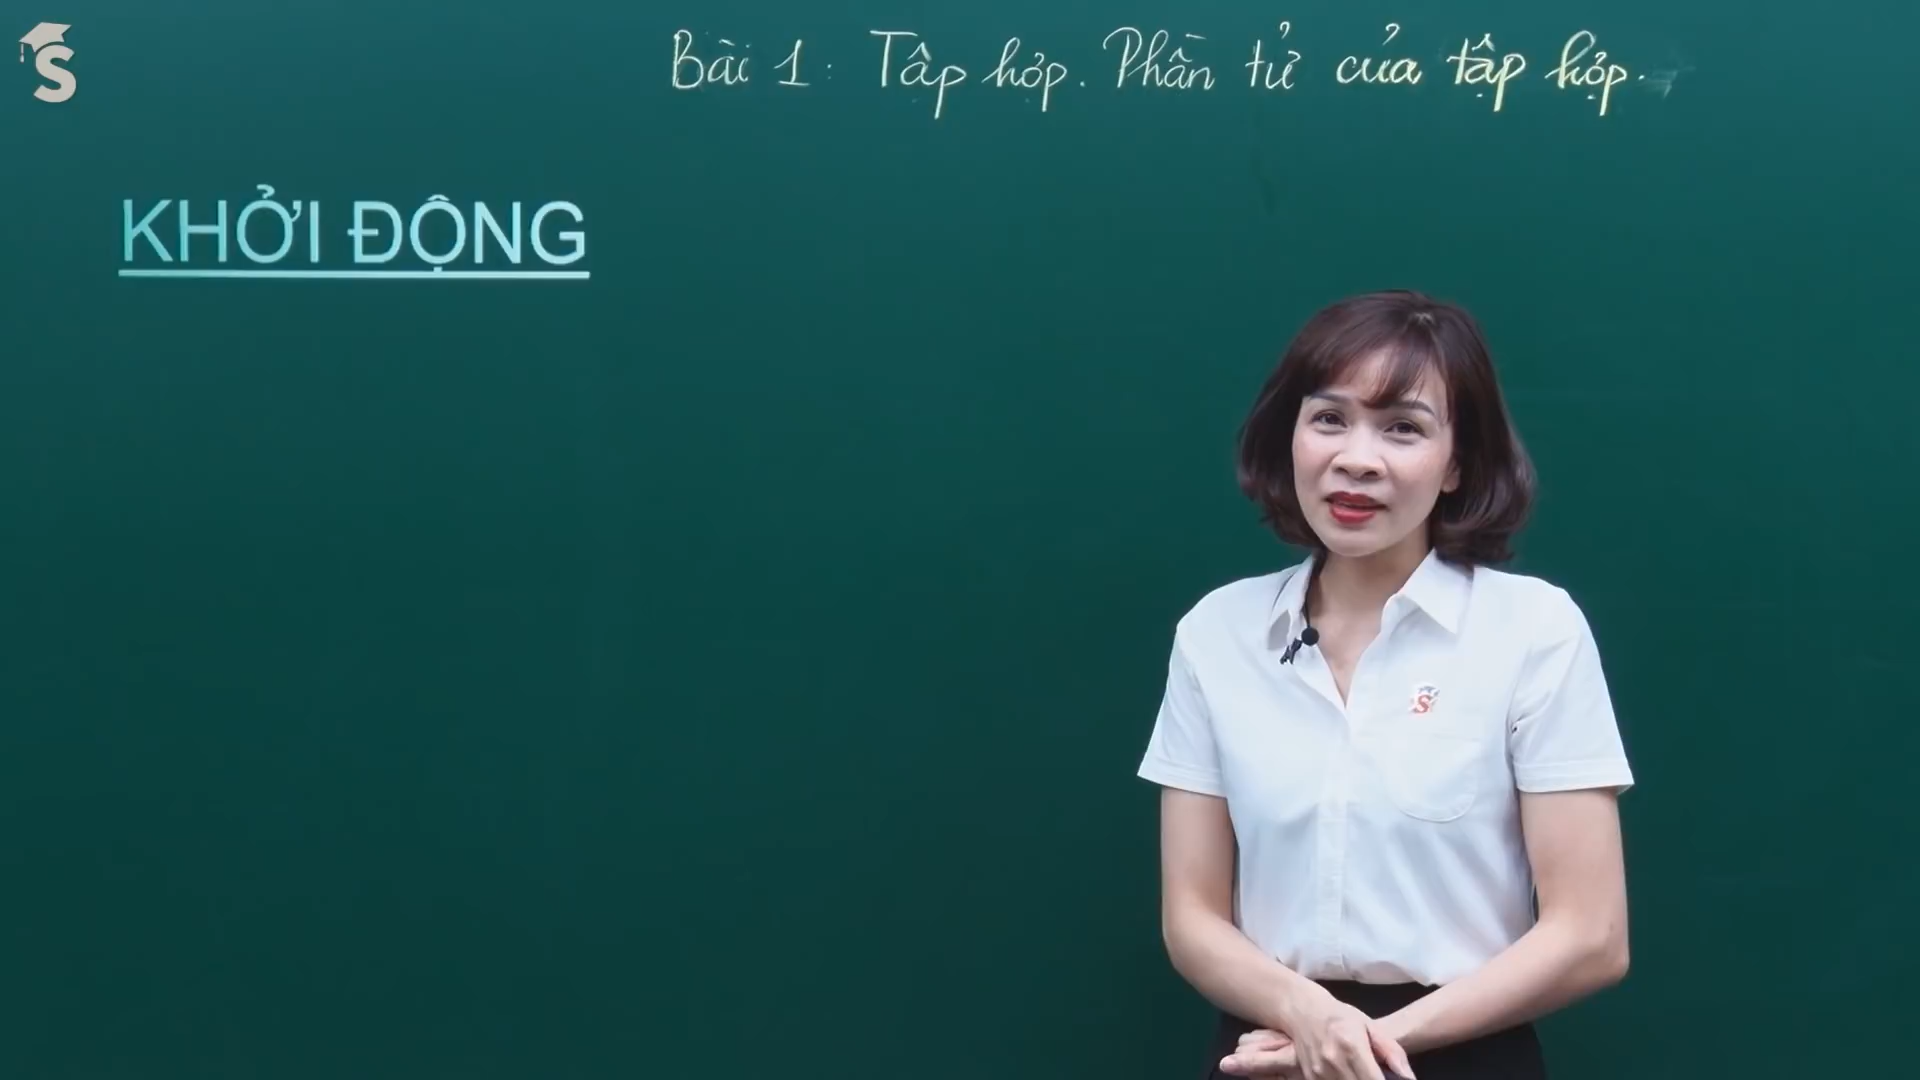 S
Bài 1: Tập hợp. Phần tử của tập hợp.
KHỞI ĐỘNG
S